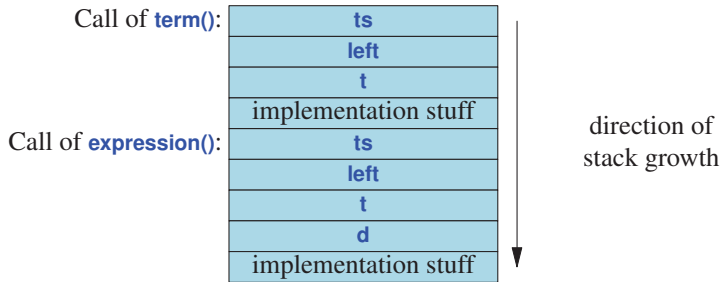 Call of term():
ts
left
t
implementation stuff
Call of expression():
ts
left
t
d
implementation stuff
direction of
stack growth